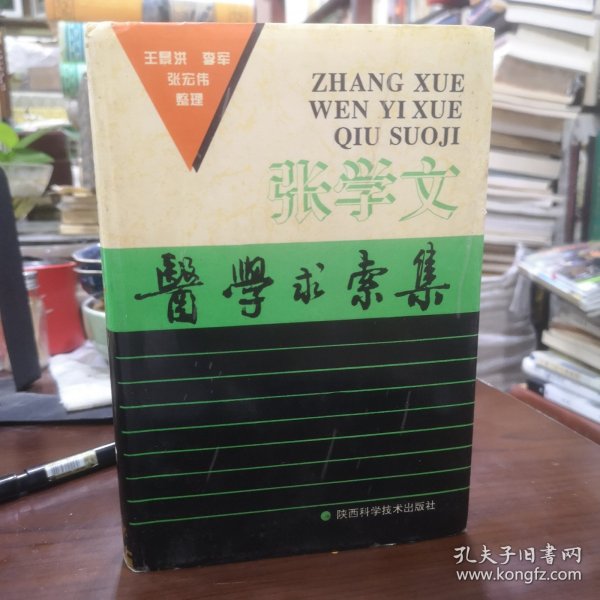 王景洪 李军
张宏伟
整理
ZHANG XUE
WEN YI XUE
QIU SUOJI
张学文
醫學求索集
陕西科学技术出版社
孔夫子旧书网
www.kongfz.com